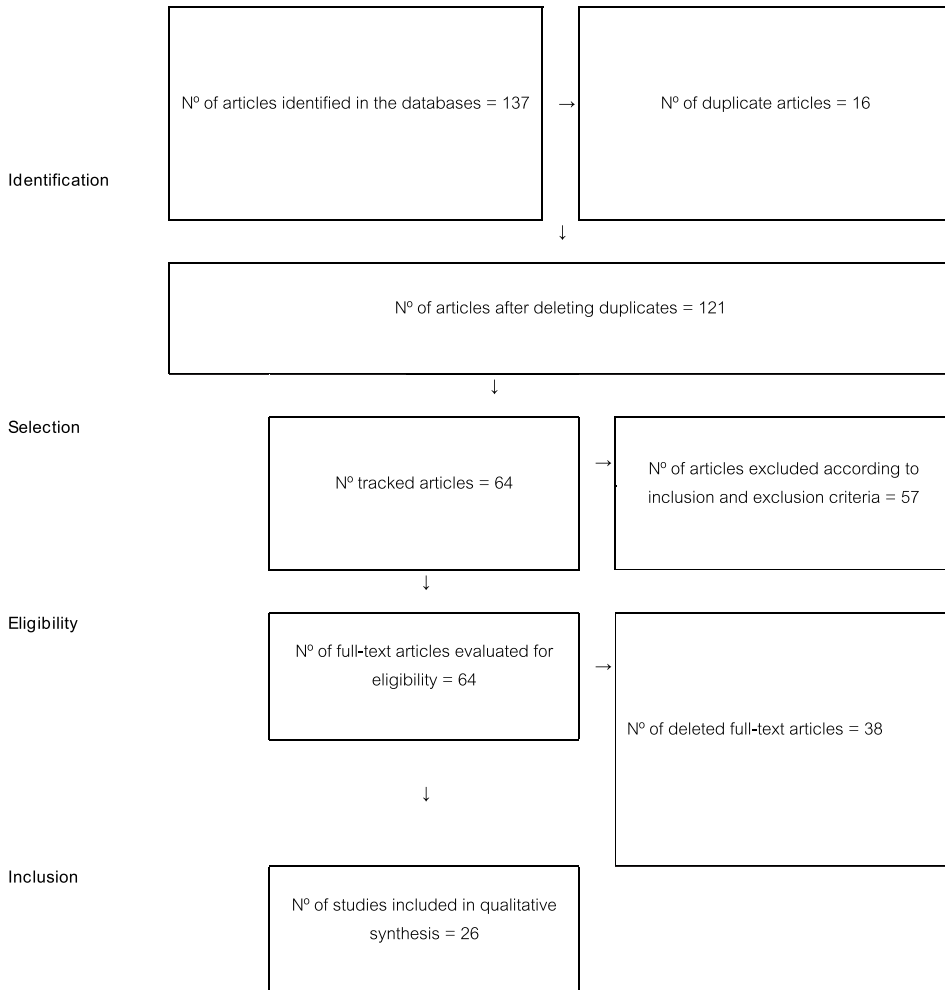 Nº of articles identified in the databases = 137
→
Nº of duplicate articles = 16
Identification
↓
Nº of articles after deleting duplicates = 121
↓
Selection
Nº tracked articles = 64
→
Nº of articles excluded according to
inclusion and exclusion criteria = 57
↓
Eligibility
Nº of full-text articles evaluated for
eligibility = 64
→
Nº of deleted full-text articles = 38
↓
Inclusion
Nº of studies included in qualitative
synthesis = 26